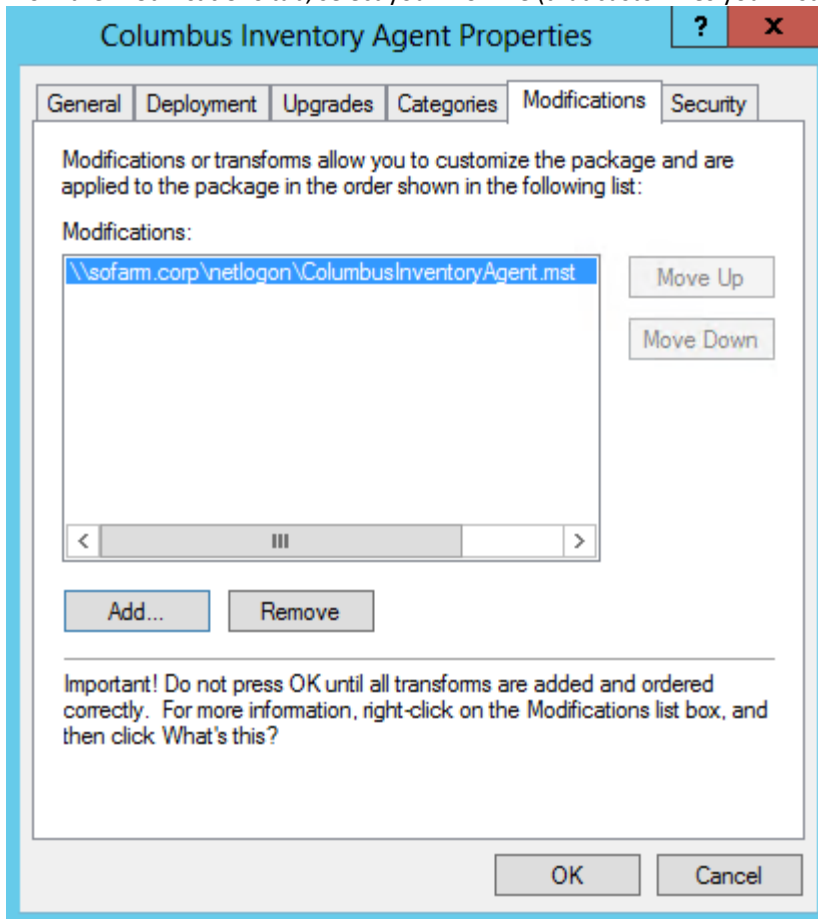 Columbus Inventory Agent Properties ? x
General Deployment Upgrades Categories Modifications Security
Modifications or transforms allow you to customize the package and are
applied to the package in the order shown in the following list:
Modifications:
\\sofarm.corp\netlogon\ColumbusInventoryAgent.mst
Move Up
Move Down
Add... Remove
Important! Do not press OK until all transforms are added and ordered
correctly. For more information, right-click on the Modifications list box, and
then click What's this?
OK Cancel